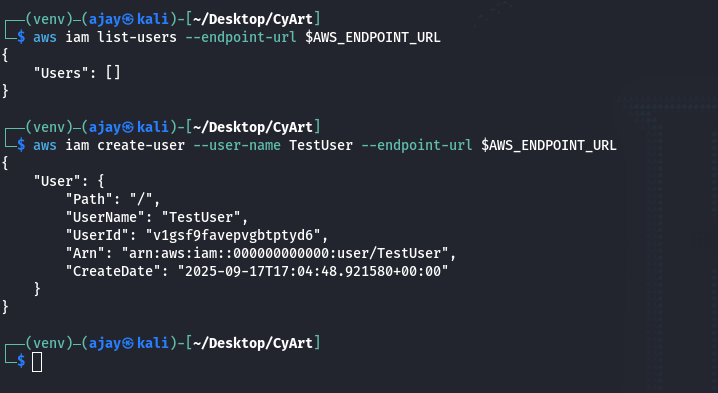 ┌──(venv)─(ajay㉿kali)-[~/Desktop/CyArt]
└─$ aws iam list-users --endpoint-url $AWS_ENDPOINT_URL
{
    "Users": []
}
┌──(venv)─(ajay㉿kali)-[~/Desktop/CyArt]
└─$ aws iam create-user --user-name TestUser --endpoint-url $AWS_ENDPOINT_URL
{
    "User": {
        "Path": "/",
        "UserName": "TestUser",
        "UserId": "v1gsf9favepvgbtptyd6",
        "Arn": "arn:aws:iam::000000000000:user/TestUser",
        "CreateDate": "2025-09-17T17:04:48.921580+00:00"
    }
}
┌──(venv)─(ajay㉿kali)-[~/Desktop/CyArt]
└─$